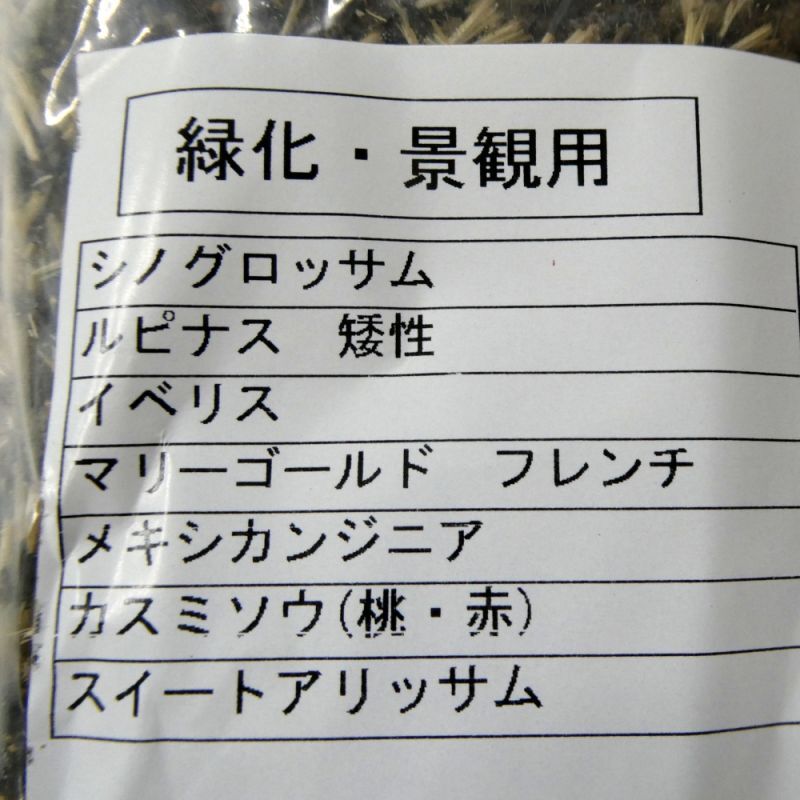 緑化・景観用
シノグロッサム
ルピナス　矮性
イベリス
マリーゴールド　フレンチ
メキシカンジニア
カスミソウ(桃・赤)
スイートアリッサム